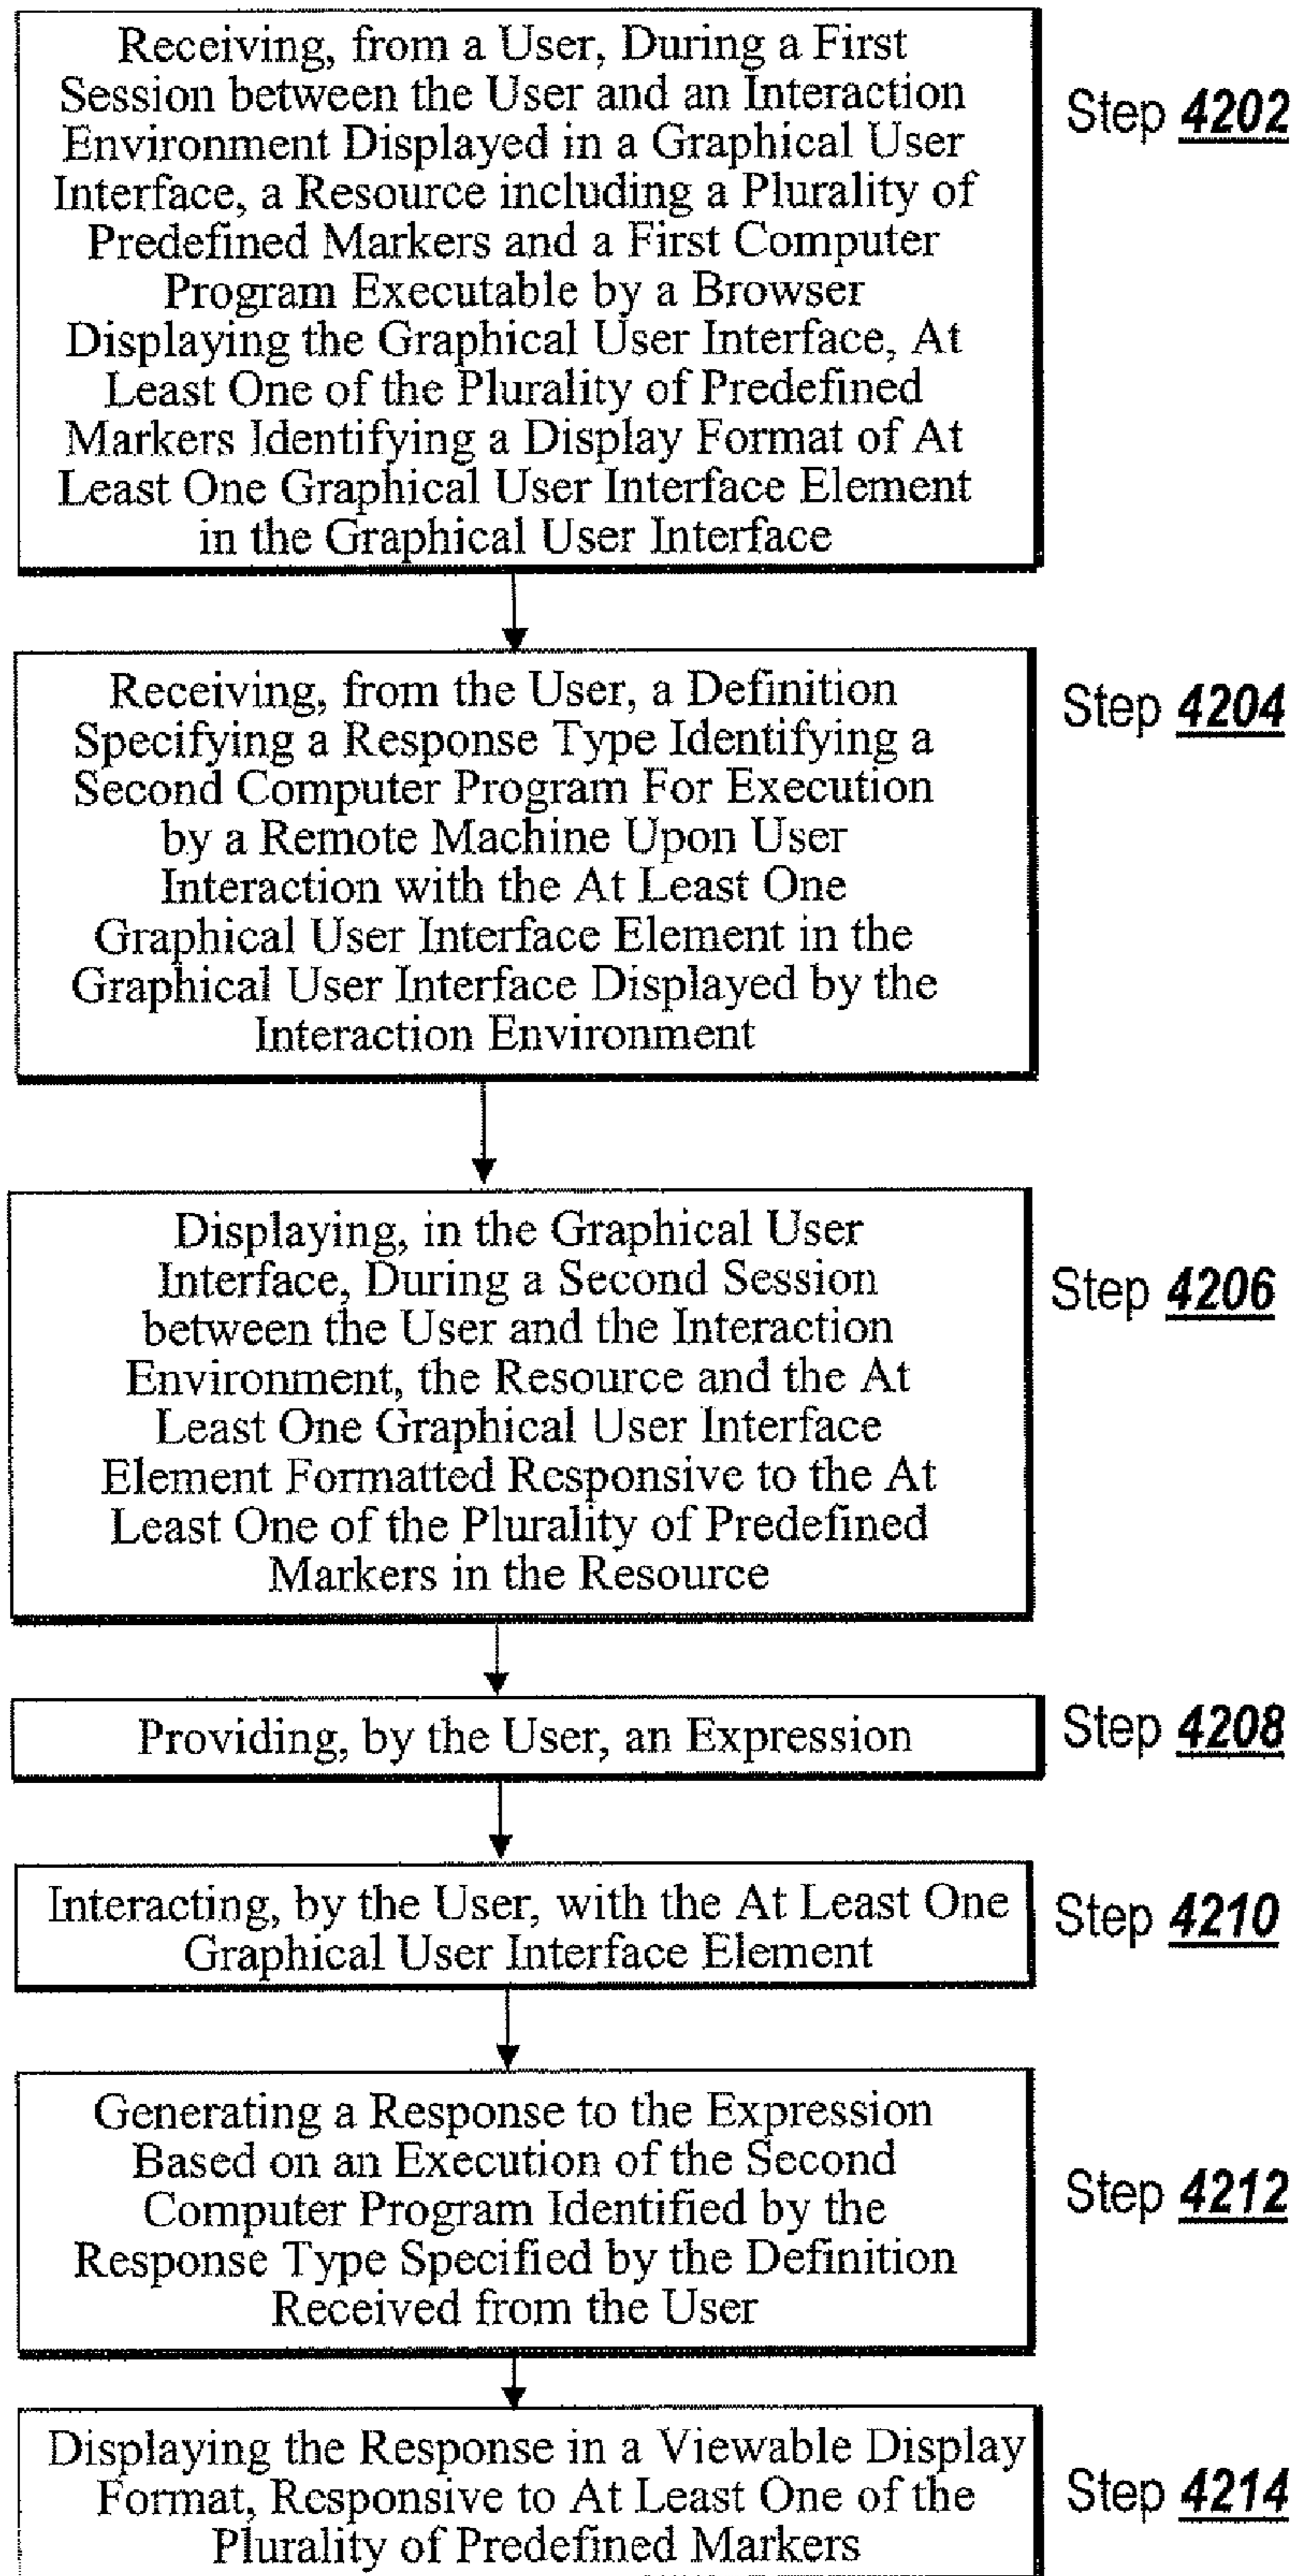 Receiving, from a User, During a First
Session between the User and an Interaction
Environment Displayed in a Graphical User
Interface, a Resource including a Plurality of
Predefined Markers and a First Computer
Program Executable by a Browser
Displaying the Graphical User Interface, At
Least One of the Plurality of Predefined
Markers Identifying a Display Format of At
Least One Graphical User Interface Element
in the Graphical User Interface
Step 4202
Receiving, from the User, a Definition
Specifying a Response Type Identifying a
Second Computer Program For Execution
by a Remote Machine Upon User
Interaction with the At Least One
Graphical User Interface Element in the
Graphical User Interface Displayed by the
Interaction Environment
Step 4204
Displaying, in the Graphical User
Interface, During a Second Session
between the User and the Interaction
Environment, the Resource and the At
Least One Graphical User Interface
Element Formatted Responsive to the At
Least One of the Plurality of Predefined
Markers in the Resource
Step 4206
Providing, by the User, an Expression
Step 4208
Interacting, by the User, with the At Least One
Graphical User Interface Element
Step 4210
Generating a Response to the Expression
Based on an Execution of the Second
Computer Program Identified by the
Response Type Specified by the Definition
Received from the User
Step 4212
Displaying the Response in a Viewable Display
Format, Responsive to At Least One of the
Plurality of Predefined Markers
Step 4214